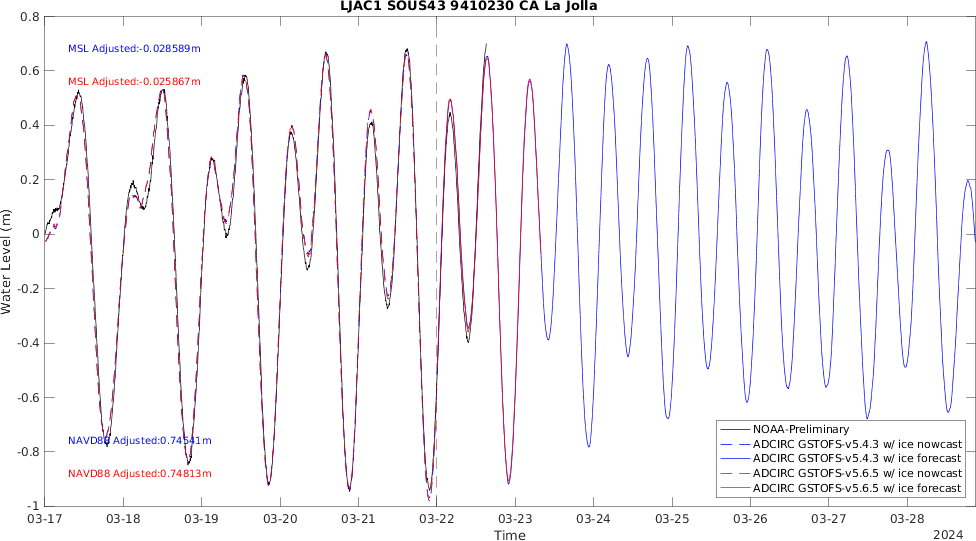 LJAC1 SOUS43 9410230 CA La Jolla
0.8
0.6
0.4
0.2
0
-0.2
-0.4
-0.6
-0.8
-1
Water Level (m)
MSL Adjusted:-0.028589m
MSL Adjusted:-0.025867m
NAVD88 Adjusted:0.74541m
NAVD88 Adjusted:0.74813m
NOAA-Preliminary
ADCIRC GSTOFS-v5.4.3 w/ ice nowcast
ADCIRC GSTOFS-v5.4.3 w/ ice forecast
ADCIRC GSTOFS-v5.6.5 w/ ice nowcast
ADCIRC GSTOFS-v5.6.5 w/ ice forecast
03-17 03-18 03-19 03-20 03-21 03-22 03-23 03-24 03-25 03-26 03-27 03-28
Time
2024